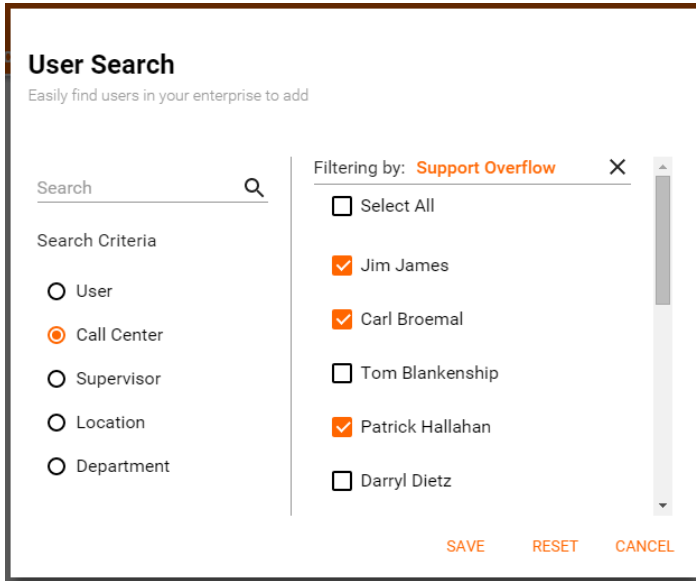 User Search
Easily find users in your enterprise to add
Search
Search Criteria
User
Call Center
Supervisor
Location
Department
Filtering by: Support Overflow
Select All
Jim James
Carl Broemal
Tom Blankenship
Patrick Hallahan
Darryl Dietz
SAVE RESET CANCEL